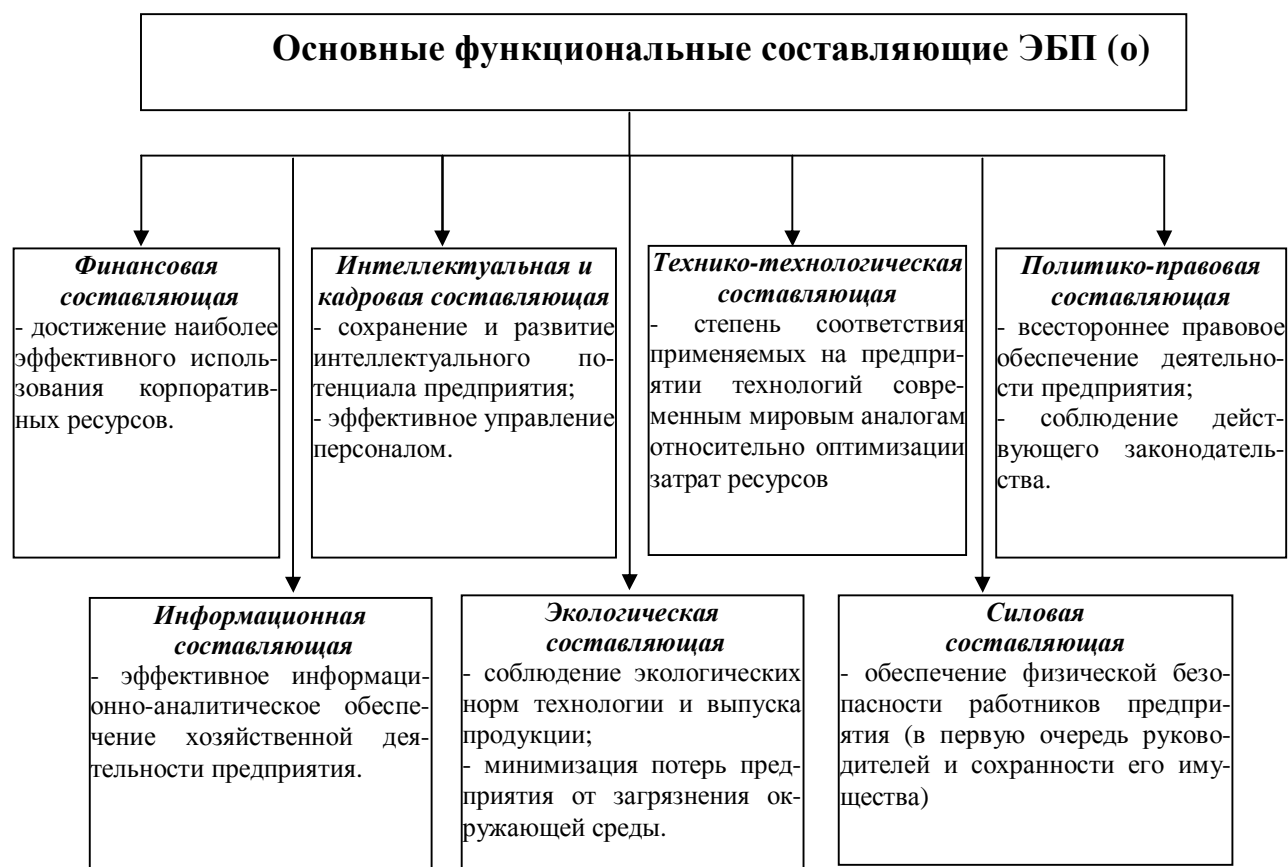 Основные функциональные составляющие ЭБП (о)
Финансовая
составляющая
- достижение наиболее
эффективного исполь-
зования корпоратив-
ных ресурсов.
Интеллектуальная и
кадровая составляющая
- сохранение и развитие
интеллектуального по-
тенциала предприятия;
- эффективное управление
персоналом.
Технико-технологическая
составляющая
- степень соответствия
применяемых на предпри-
ятии технологий совре-
менным мировым аналогам
относительно оптимизации
затрат ресурсов
Политико-правовая
составляющая
- всестороннее правовое
обеспечение деятельно-
сти предприятия;
- соблюдение дейст-
вующего законодатель-
ства.
Информационная
составляющая
- эффективное информаци-
онно-аналитическое обеспе-
чение хозяйственной дея-
тельности предприятия.
Экологическая
составляющая
- соблюдение экологических
норм технологии и выпуска
продукции;
- минимизация потерь пред-
приятия от загрязнения ок-
ружающей среды.
Силовая
составляющая
- обеспечение физической безо-
пасности работников предпри-
ятия (в первую очередь руково-
дителей и сохранности его иму-
щества)